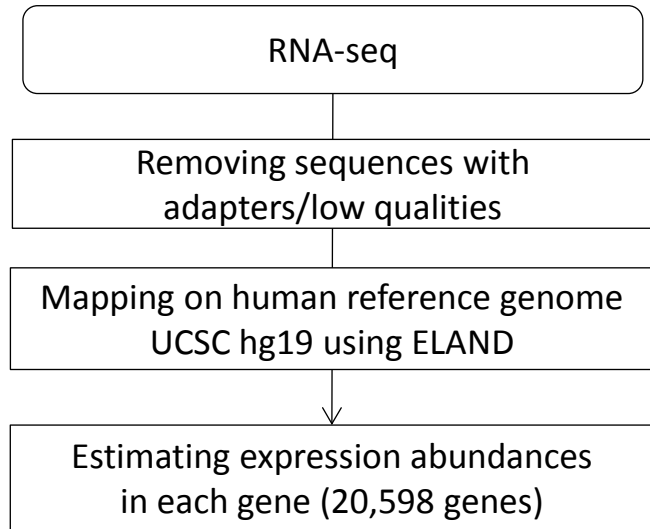 RNA-seq
Removing sequences with
adapters/low qualities
Mapping on human reference genome
UCSC hg19 using ELAND
Estimating expression abundances
in each gene (20,598 genes)